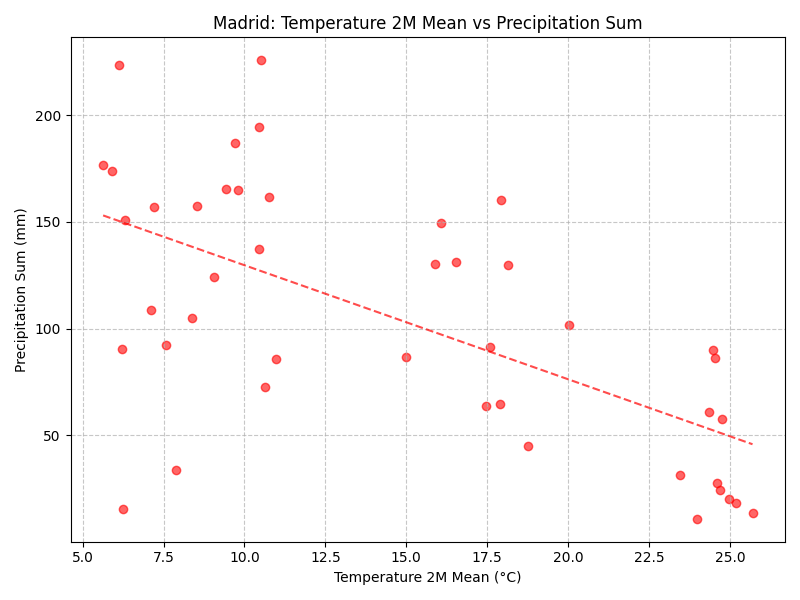 Madrid: Temperature 2M Mean vs Precipitation Sum
200
150
100
50
Precipitation Sum (mm)
5.0 7.5 10.0 12.5 15.0 17.5 20.0 22.5 25.0
Temperature 2M Mean (°C)